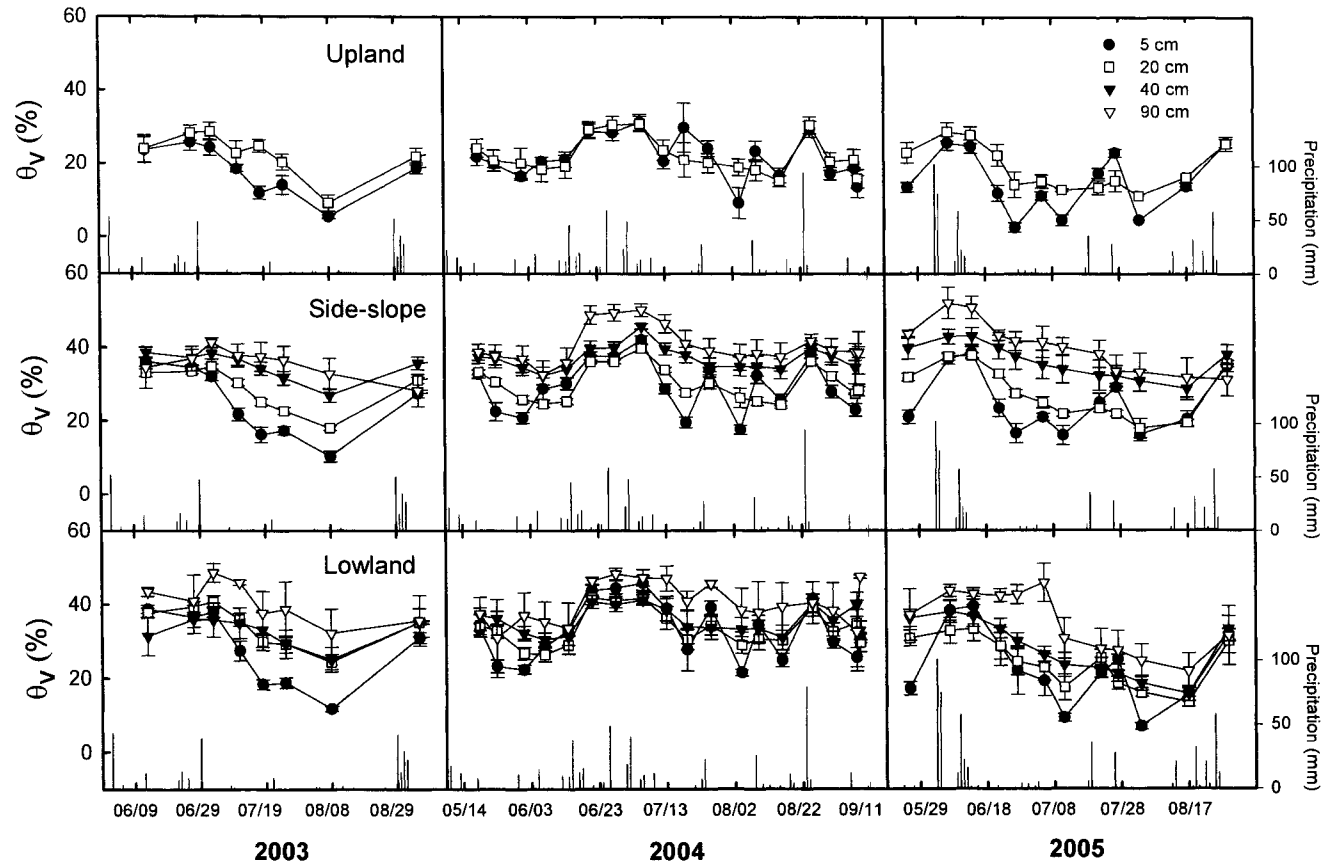 60
40
20
0
θv (%)
Upland
5 cm
20 cm
40 cm
90 cm
100
50
0
Precipitation (mm)
60
40
20
0
θv (%)
Side-slope
100
50
0
Precipitation (mm)
60
40
20
0
θv (%)
Lowland
100
50
0
Precipitation (mm)
06/09 06/29 07/19 08/08 08/29 05/14 06/03 06/23 07/13 08/02 08/22 09/11 05/29 06/18 07/08 07/28 08/17
2003 2004 2005